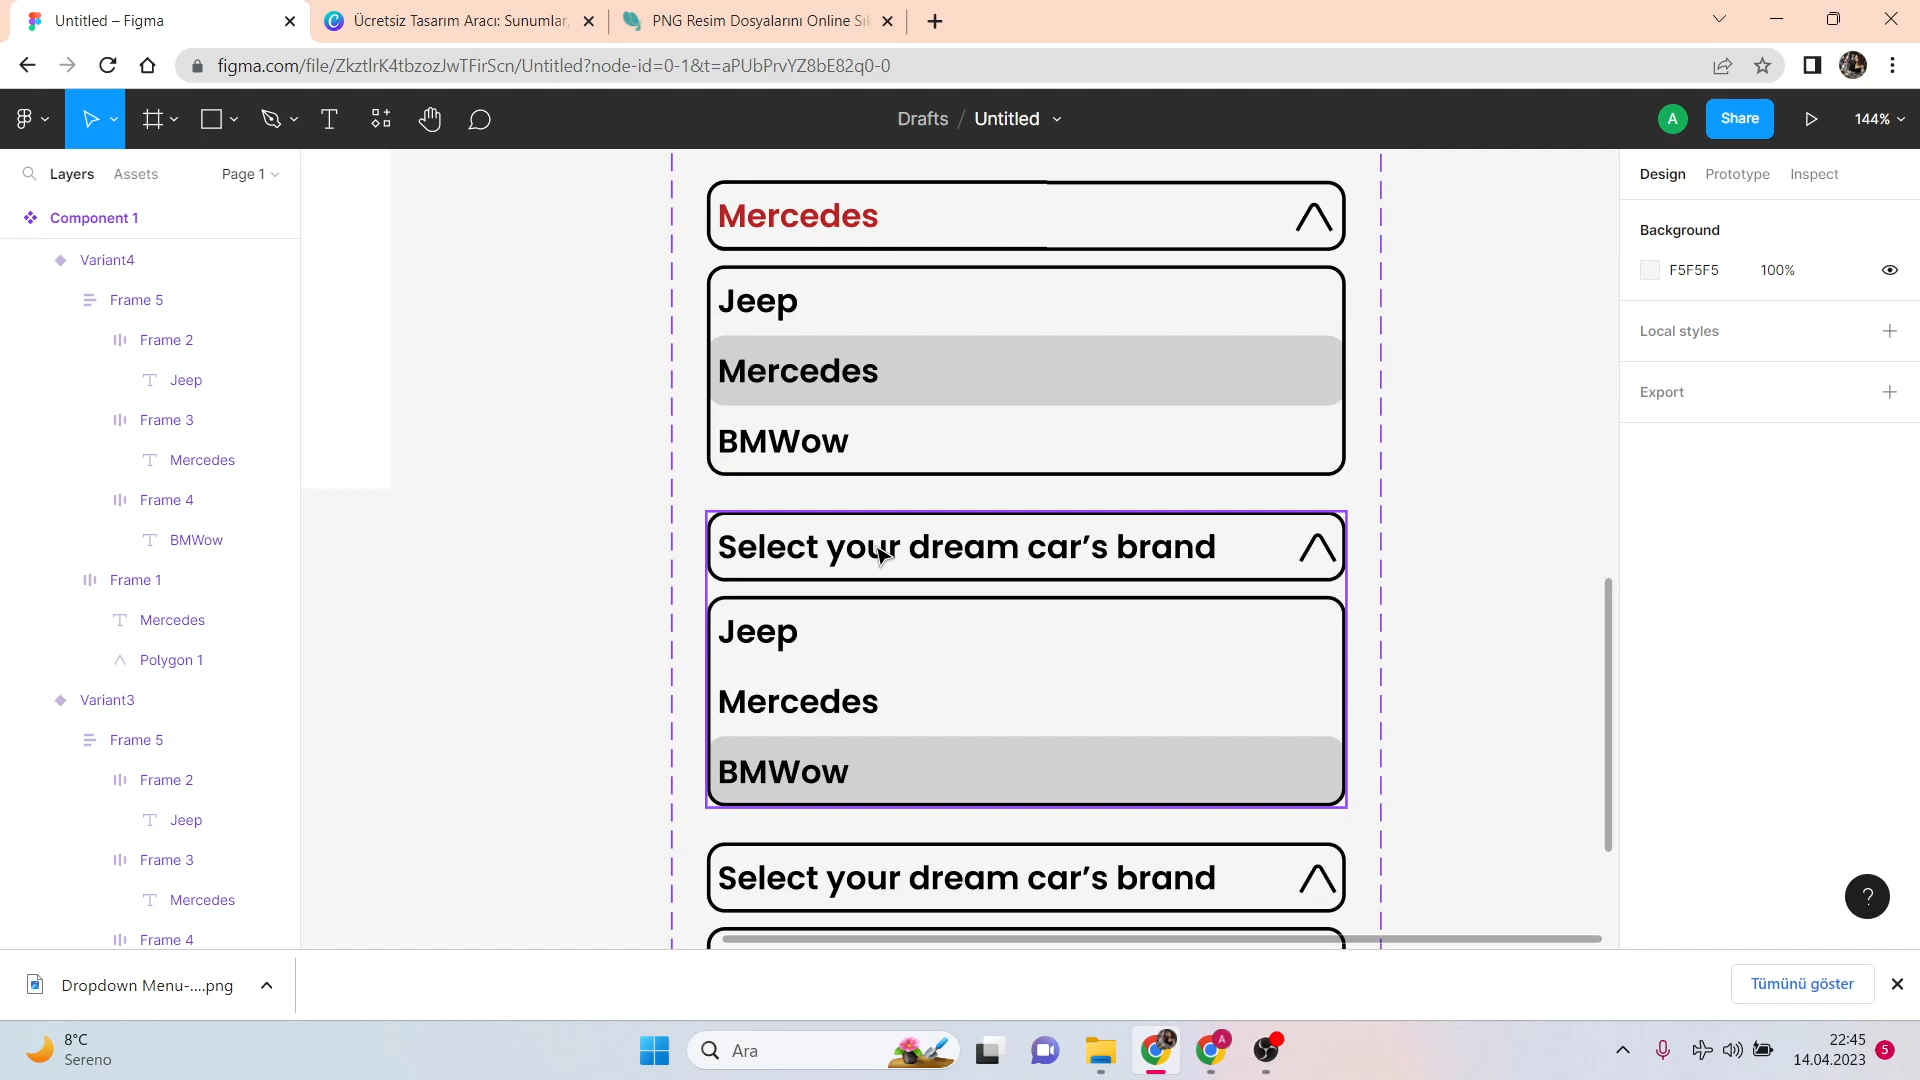 Untitled – Figma
Ücretsiz Tasarım Aracı: Sunumlar,
PNG Resim Dosyalarını Online Sık
figma.com/file/ZkztlrK4tbzozJwTFirScn/Untitled?node-id=0-1&t=aPUbPrvYZ8bE82q0-0
Drafts / Untitled
A
Share
144%
Layers
Assets
Page 1
Component 1
Variant4
Frame 5
Frame 2
Jeep
Frame 3
Mercedes
Frame 4
BMWow
Frame 1
Mercedes
Polygon 1
Variant3
Frame 5
Frame 2
Jeep
Frame 3
Mercedes
Frame 4
Mercedes
Jeep
Mercedes
BMWow
Select your dream car’s brand
Jeep
Mercedes
BMWow
Select your dream car’s brand
Design
Prototype
Inspect
Background
F5F5F5 100%
Local styles
Export
?
Dropdown Menu-....png
Tümünü göster
8°C
Sereno
Ara
A
22:45
14.04.2023
5